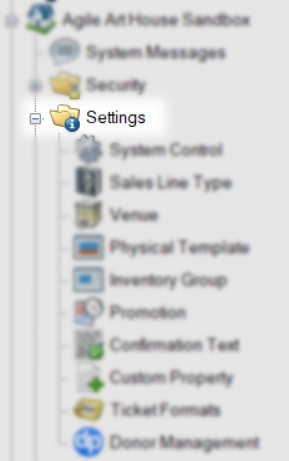 Agile Art House Sandbox
System Messages
Security
Settings
System Control
Sales Line Type
Venue
Physical Template
Inventory Group
Promotion
Confirmation Text
Custom Property
Ticket Formats
Donor Management